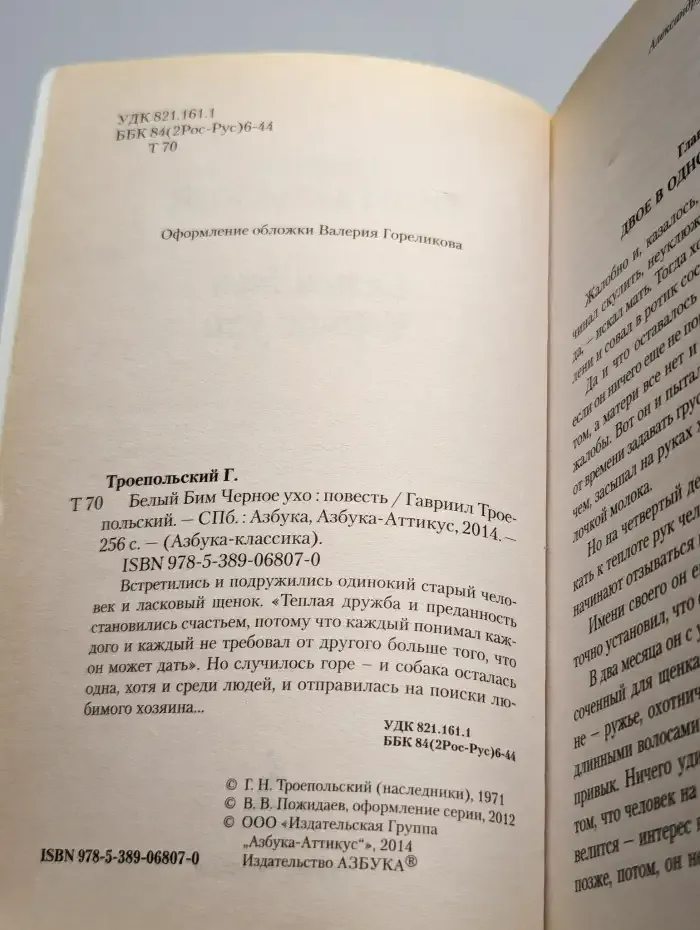 УДК 821.161.1
ББК 84(2Рос-Рус)6-44
Т 70
Оформление обложки Валерия Гореликова
Троепольский Г.
Т 70 Белый Бим Черное ухо : повесть / Гавриил Трое-
польский. — СПб. : Азбука, Азбука-Аттикус, 2014.—
256 с. — (Азбука-классика).
ISBN 978-5-389-06807-0
Встретились и подружились одинокий старый чело-
век и ласковый щенок. «Теплая дружба и преданность
становились счастьем, потому что каждый понимал каж-
дого и каждый не требовал от другого больше того, что
он может дать». Но случилось горе – и собака осталась
одна, хотя и среди людей, и отправилась на поиски лю-
бимого хозяина...
УДК 821.161.1
ББК 84(2Рос-Рус)6-44
© Г. Н. Троепольский (наследники), 1971
© В. В. Пожидаев, оформление серии, 2012
© ООО «Издательская Группа
„Азбука-Аттикус“», 2014
Издательство АЗБУКА®
ISBN 978-5-389-06807-0
ДВОЕ В
Жалобно и, казалось,
чинал скулить, неуклюж
да, – искал мать. Тогда
лени и совал в ротик
Да и что оставалось
если он ничего еще не
том, а матери все нет и
жалобы. Вот он и
от времени задавать
чем, засыпал на руках
лочкой молока.
Но на четвертый
кать к теплоте рук
начинают отзываться
Имени своего он
точно установил, что
В два месяца он с
соченный для щенка
не – ружье,
длинными волосами
привык. Ничего
том, что человек на
велится – интерес
позже, потом, он